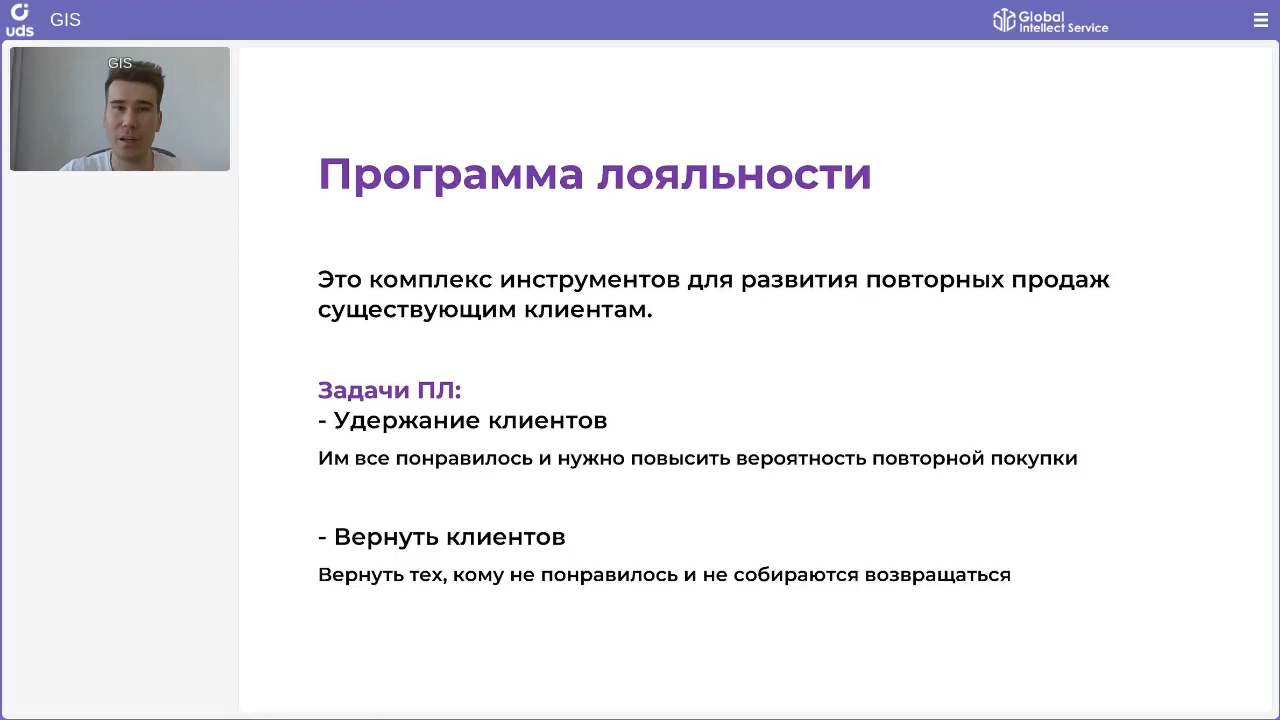 uds
GIS
Global
Intellect Service
GIS
Программа лояльности
Это комплекс инструментов для развития повторных продаж
существующим клиентам.
Задачи ПЛ:
- Удержание клиентов
Им все понравилось и нужно повысить вероятность повторной покупки
- Вернуть клиентов
Вернуть тех, кому не понравилось и не собираются возвращаться